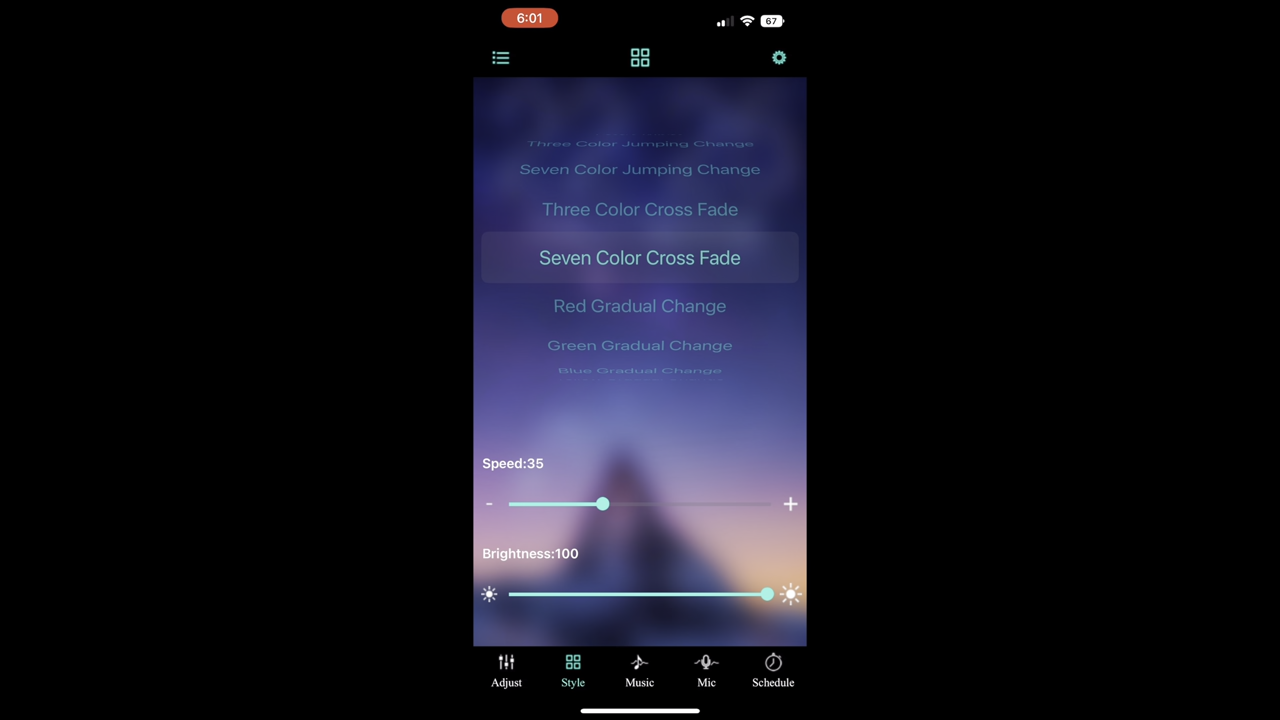 6:01
67
Three Color Jumping Change
Seven Color Jumping Change
Three Color Cross Fade
Seven Color Cross Fade
Red Gradual Change
Green Gradual Change
Blue Gradual Change
Speed:35
- +
Brightness:100
Adjust Style Music Mic Schedule